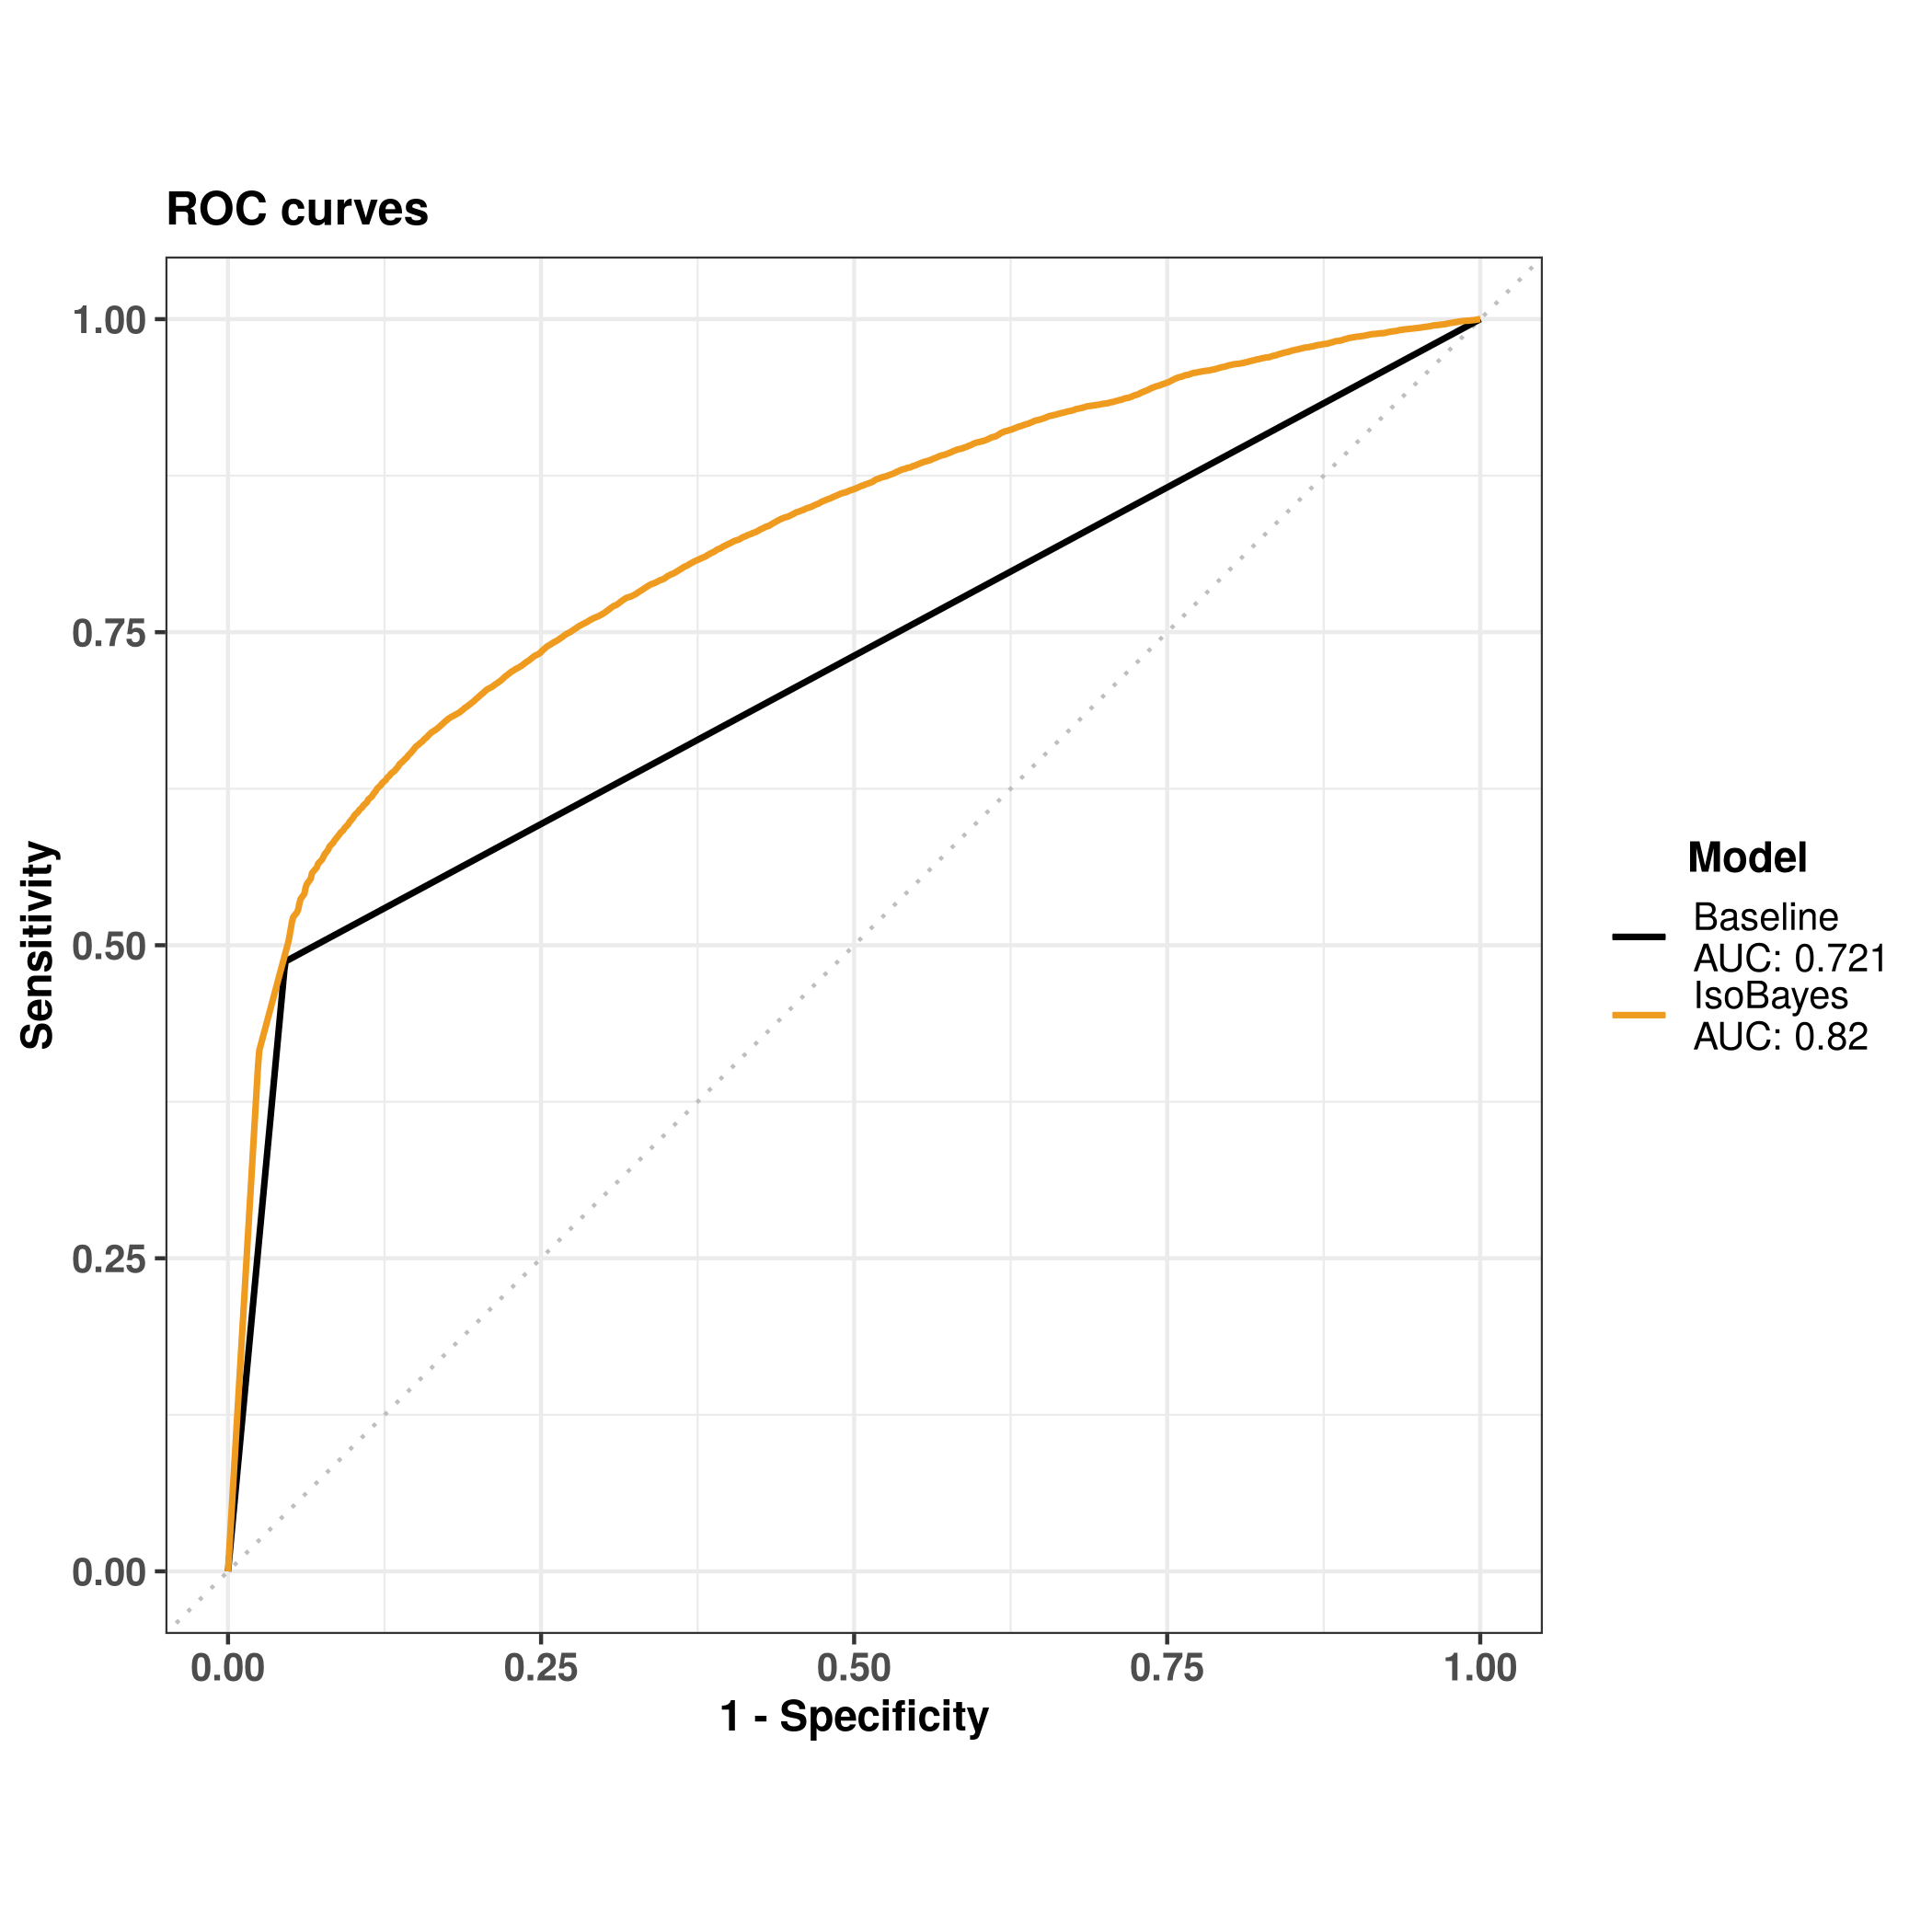 ROC curves
1.00
0.75
0.50
0.25
0.00
Sensitivity
0.00 0.25 0.50 0.75 1.00
1 - Specificity
Model
Baseline
AUC: 0.721
IsoBayes
AUC: 0.82